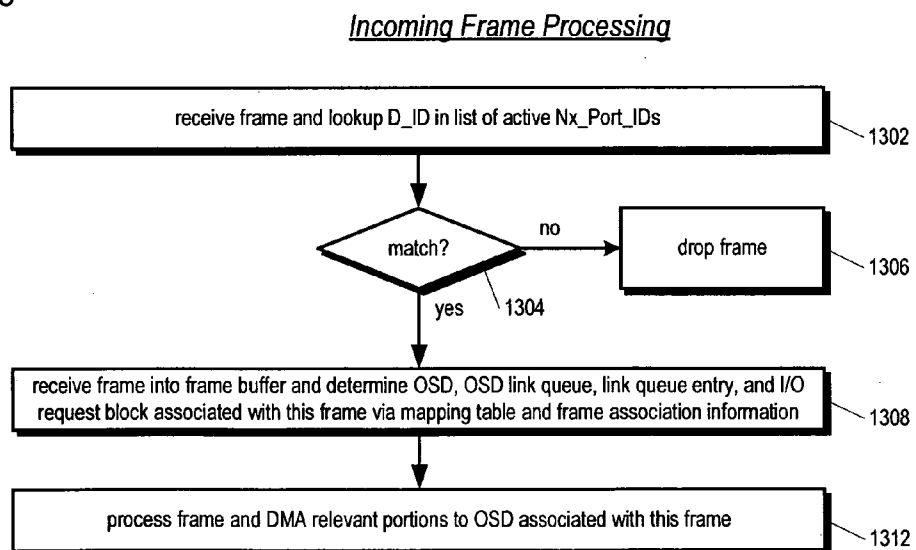 Incoming Frame Processing
receive frame and lookup D_ID in list of active Nx_Port_IDs
1302
match?
no
drop frame
1306
1304
yes
receive frame into frame buffer and determine OSD, OSD link queue, link queue entry, and I/O
request block associated with this frame via mapping table and frame association information
1308
process frame and DMA relevant portions to OSD associated with this frame
1312